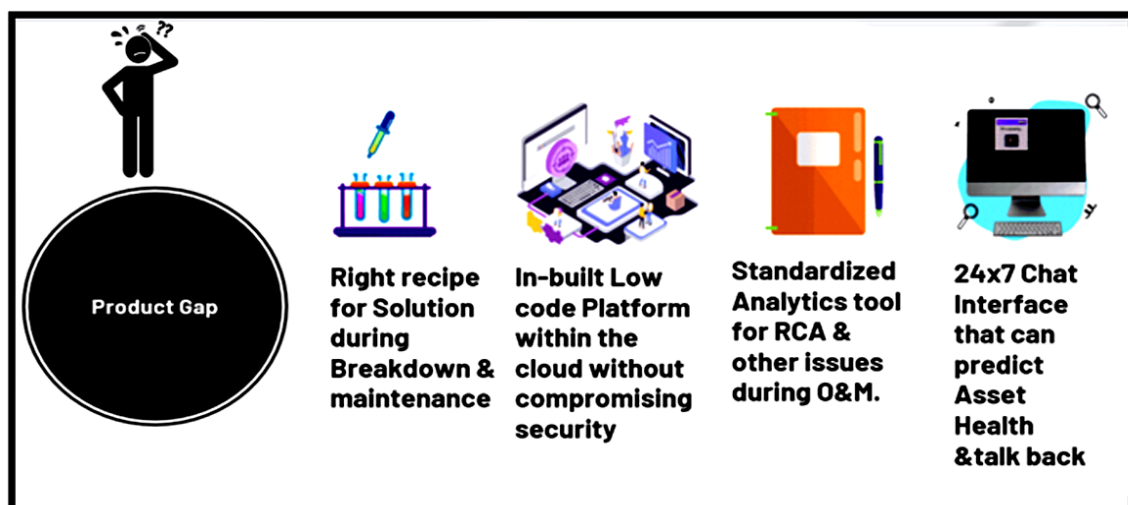 ??
Product Gap
Right recipe
for Solution
during
Breakdown &
maintenance
In-built Low
code Platform
within the
cloud without
compromising
security
Standardized
Analytics tool
for RCA &
other issues
during O&M.
24x7 Chat
Interface
that can
predict
Asset
Health
&talk back